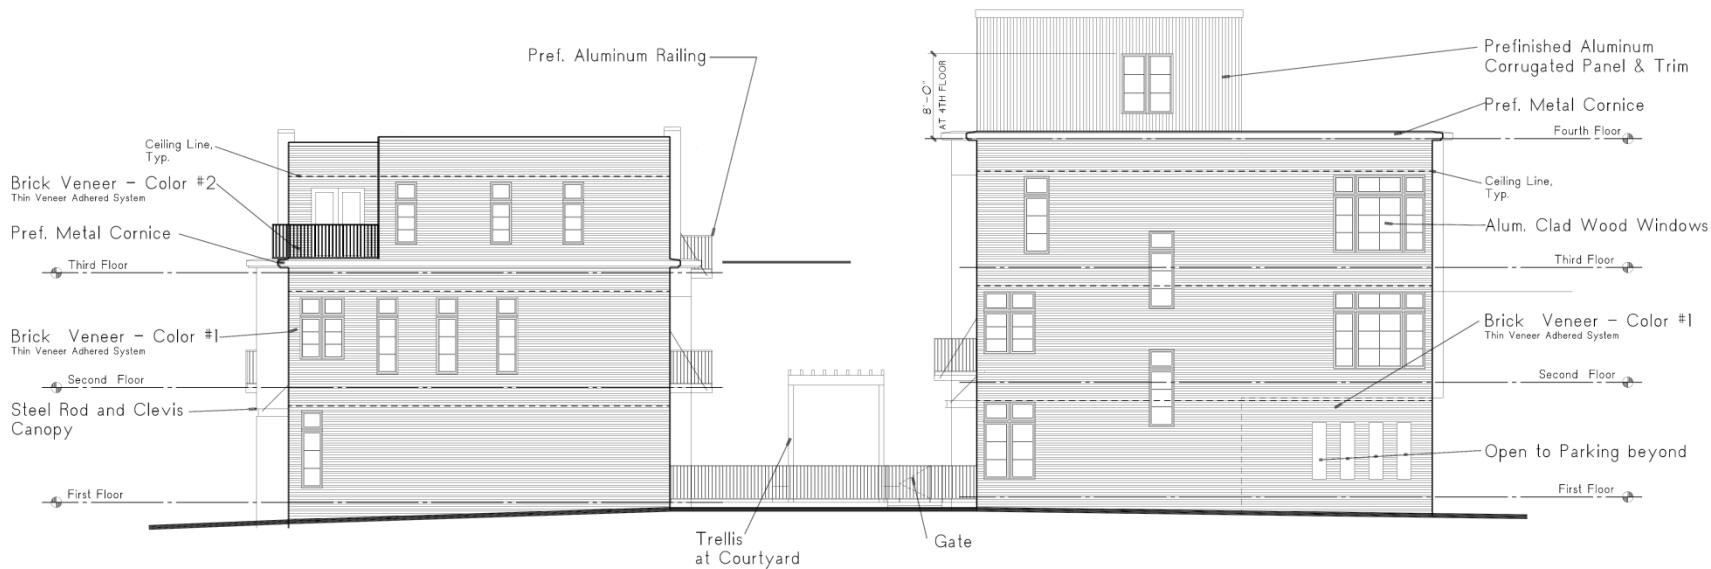 Pref. Aluminum Railing
Prefinished Aluminum
Corrugated Panel & Trim
8'-0"
AT 4TH FLOOR
Pref. Metal Cornice
Fourth Floor
Ceiling Line,
Typ.
Brick Veneer - Color #2
Thin Veneer Adhered System
Ceiling Line,
Typ.
Pref. Metal Cornice
Alum. Clad Wood Windows
Third Floor
Third Floor
Brick Veneer - Color #1
Thin Veneer Adhered System
Brick Veneer - Color #1
Thin Veneer Adhered System
Second Floor
Second Floor
Steel Rod and Clevis
Canopy
Open to Parking beyond
First Floor
First Floor
Trellis
at Courtyard
Gate